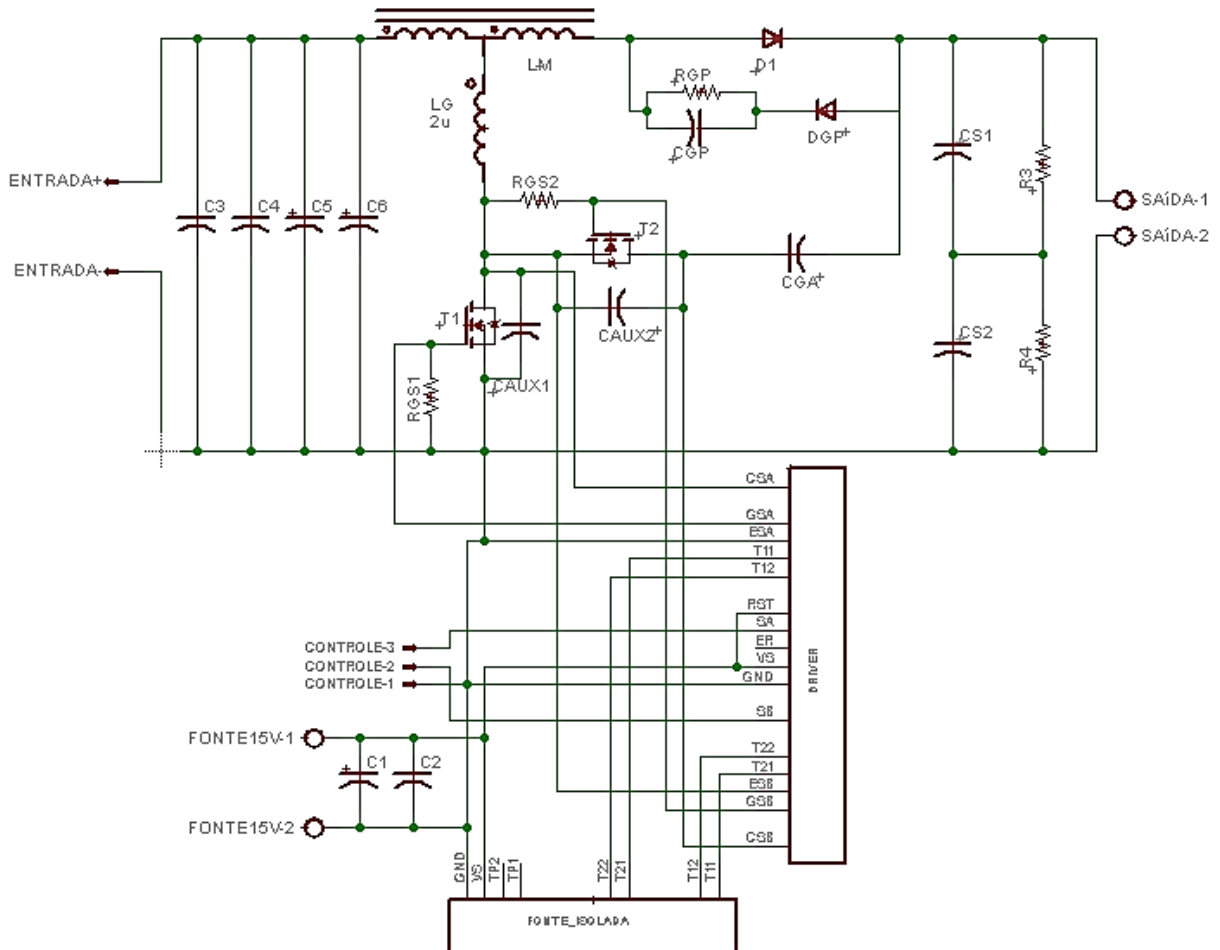 LM
D1
RGP
CGP
DGP
LG
2u
CS1
R3
ENTRADA+
C3
C4
C5
C6
RGS2
T2
SAíDA-1
SAíDA-2
ENTRADA-
CGA
T1
CAUX2
CS2
R4
RGS1
CAUX1
CSA
GSA
ESA
T11
T12
RST
SA
ER
VS
GND
SB
T22
T21
ESB
GSB
CSB
DRIVER
CONTROLE-3
CONTROLE-2
CONTROLE-1
FONTE15V-1
C1
C2
FONTE15V-2
GND
VS
TP2
TP1
T22
T21
T12
T11
FONTE_ISOLADA